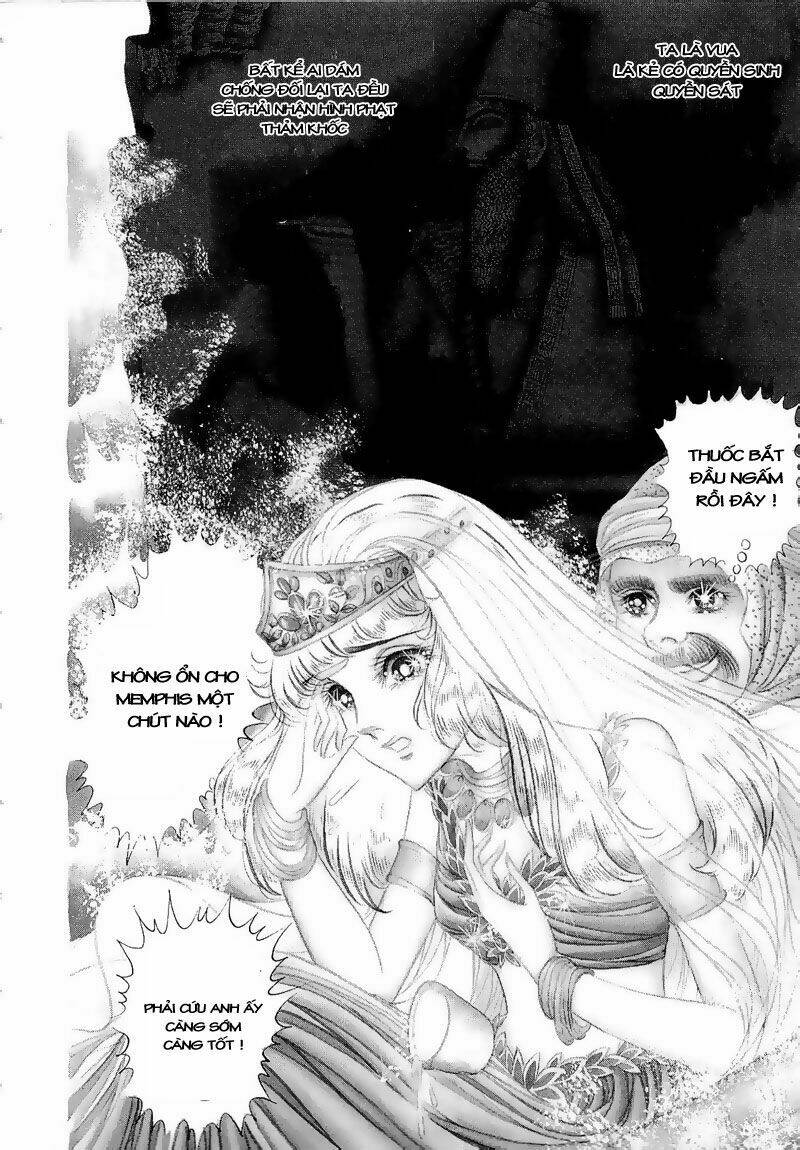 TA LÀ VUA
LÀ KẺ CÓ QUYỀN SINH
QUYỀN SÁT
BẤT KỂ AI DÁM
CHỐNG ĐỐI LẠI TA ĐỀU
SẼ PHẢI NHẬN HÌNH PHẠT
THẢM KHỐC
THUỐC BẮT
ĐẦU NGẤM
RỒI ĐÂY !
KHÔNG ỔN CHO
MEMPHIS MỘT
CHÚT NÀO !
PHẢI CỨU ANH ẤY
CÀNG SỚM
CÀNG TỐT !